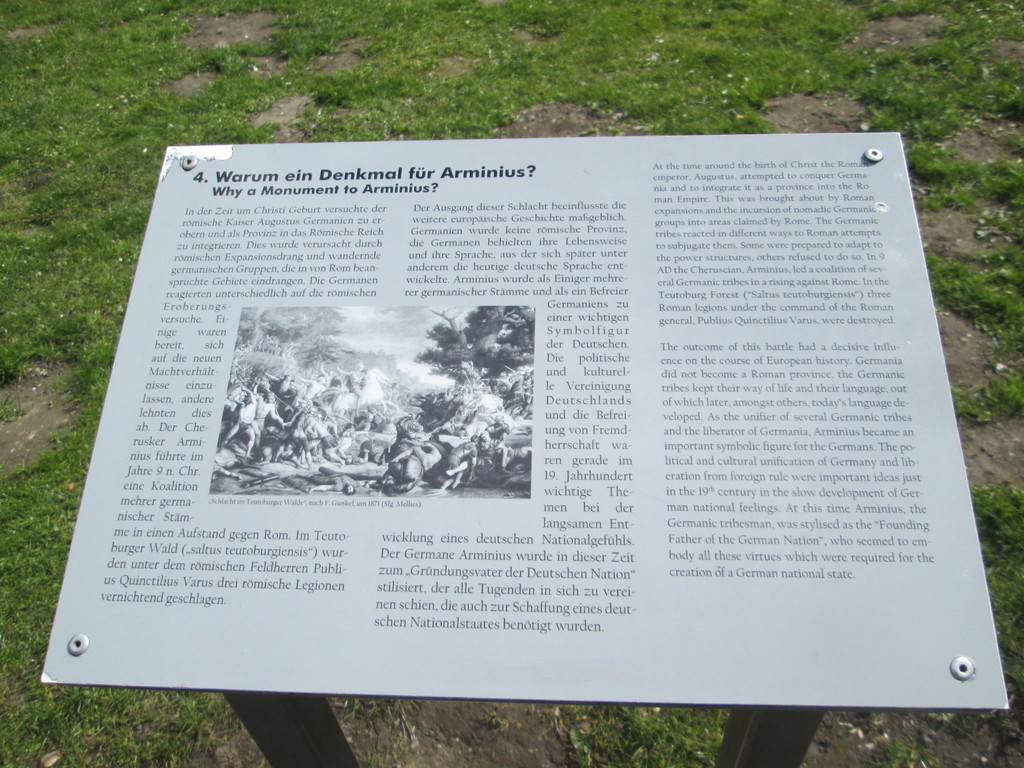 4. Warum ein Denkmal für Arminius?
Why a Monument to Arminius?
In der Zeit um Christi Geburt versuchte der
römische Kaiser Augustus Germanien zu er-
obern und als Provinz in das Römische Reich
zu integrieren. Dies wurde verursacht durch
römischen Expansionsdrang und wandernde
germanischen Gruppen, die in von Rom bean-
spruchte Gebiete eindrangen. Die Germanen
reagierten unterschiedlich auf die römischen
Eroberungs-
versuche. Ei-
nige waren
bereit, sich
auf die neuen
Machtverhält-
nisse einzu-
lassen, andere
lehnten dies
ab. Der Che-
rusker Armi-
nius führte im
Jahre 9 n. Chr.
eine Koalition
mehrer germa-
nischer Stäm-
me in einen Aufstand gegen Rom. Im Teuto-
burger Wald („saltus teutoburgiensis") wur-
den unter dem römischen Feldherren Publi-
us Quinctilius Varus drei römische Legionen
vernichtend geschlagen.
„Schlacht im Teutoburger Walde", nach F. Gunkel, um 1871 (Slg. Mellies)
Der Ausgang dieser Schlacht beeinflusste die
weitere europäische Geschichte maßgeblich.
Germanien wurde keine römische Provinz,
die Germanen behielten ihre Lebensweise
und ihre Sprache, aus der sich später unter
anderem die heutige deutsche Sprache ent-
wickelte. Arminius wurde als Einiger mehre-
rer germanischer Stämme und als ein Befreier
Germaniens zu
einer wichtigen
Symbolfigur
der Deutschen.
Die politische
und kulturel-
le Vereinigung
Deutschlands
und die Befrei-
ung von Fremd-
herrschaft wa-
ren gerade im
19. Jahrhundert
wichtige The-
men bei der
langsamen Ent-
wicklung eines deutschen Nationalgefühls.
Der Germane Arminius wurde in dieser Zeit
zum „Gründungsvater der Deutschen Nation"
stilisiert, der alle Tugenden in sich zu verei-
nen schien, die auch zur Schaffung eines deut-
schen Nationalstaates benötigt wurden.
At the time around the birth of Christ the Roman
emperor, Augustus, attempted to conquer Germa-
nia and to integrate it as a province into the Ro-
man Empire. This was brought about by Roman
expansions and the incursion of nomadic Germanic
groups into areas claimed by Rome. The Germanic
tribes reacted in different ways to Roman attempts
to subjugate them. Some were prepared to adapt to
the power structures, others refused to do so. In 9
AD the Cheruscian, Arminius, led a coalition of sev-
eral Germanic tribes in a rising against Rome. In the
Teutoburg Forest ("Saltus teutoburgiensis") three
Roman legions under the command of the Roman
general, Publius Quinctilius Varus, were destroyed.
The outcome of this battle had a decisive influ-
ence on the course of European history. Germania
did not become a Roman province, the Germanic
tribes kept their way of life and their language, out
of which later, amongst others, today's language de-
veloped. As the unifier of several Germanic tribes
and the liberator of Germania, Arminius became an
important symbolic figure for the Germans. The po-
litical and cultural unification of Germany and lib-
eration from foreign rule were important ideas just
in the 19th century in the slow development of Ger-
man national feelings. At this time Arminius, the
Germanic tribesman, was stylised as the "Founding
Father of the German Nation", who seemed to em-
body all these virtues which were required for the
creation of a German national state.